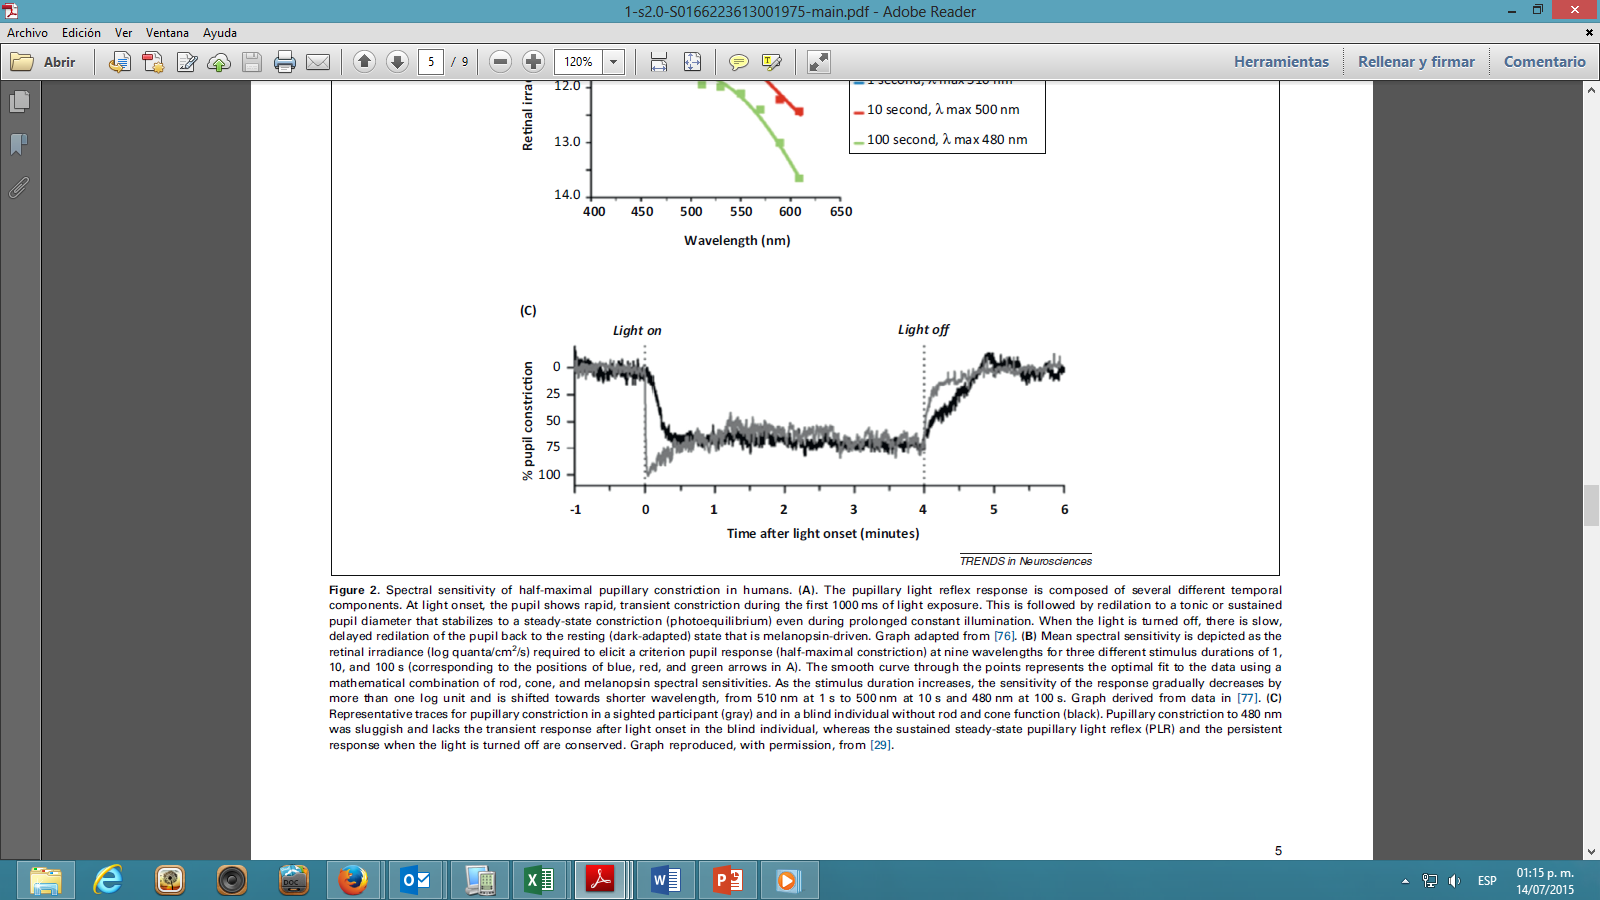 1-s2.0-S0166223613001975-main.pdf - Adobe Reader
Archivo Edición Ver Ventana Ayuda
Abrir 5 / 9 120% Herramientas Rellenar y firmar Comentario
Retinal irra
12.0
13.0
14.0
400 450 500 550 600 650
Wavelength (nm)
1 second, λ max 510 nm
10 second, λ max 500 nm
100 second, λ max 480 nm
(C)
Light on Light off
% pupil constriction
0
25
50
75
100
-1 0 1 2 3 4 5 6
Time after light onset (minutes)
TRENDS in Neurosciences
Figure 2. Spectral sensitivity of half-maximal pupillary constriction in humans. (A). The pupillary light reflex response is composed of several different temporal
components. At light onset, the pupil shows rapid, transient constriction during the first 1000 ms of light exposure. This is followed by redilation to a tonic or sustained
pupil diameter that stabilizes to a steady-state constriction (photoequilibrium) even during prolonged constant illumination. When the light is turned off, there is slow,
delayed redilation of the pupil back to the resting (dark-adapted) state that is melanopsin-driven. Graph adapted from [76]. (B) Mean spectral sensitivity is depicted as the
retinal irradiance (log quanta/cm²/s) required to elicit a criterion pupil response (half-maximal constriction) at nine wavelengths for three different stimulus durations of 1,
10, and 100 s (corresponding to the positions of blue, red, and green arrows in A). The smooth curve through the points represents the optimal fit to the data using a
mathematical combination of rod, cone, and melanopsin spectral sensitivities. As the stimulus duration increases, the sensitivity of the response gradually decreases by
more than one log unit and is shifted towards shorter wavelength, from 510 nm at 1 s to 500 nm at 10 s and 480 nm at 100 s. Graph derived from data in [77]. (C)
Representative traces for pupillary constriction in a sighted participant (gray) and in a blind individual without rod and cone function (black). Pupillary constriction to 480 nm
was sluggish and lacks the transient response after light onset in the blind individual, whereas the sustained steady-state pupillary light reflex (PLR) and the persistent
response when the light is turned off are conserved. Graph reproduced, with permission, from [29].
5
ESP
01:15 p. m.
14/07/2015